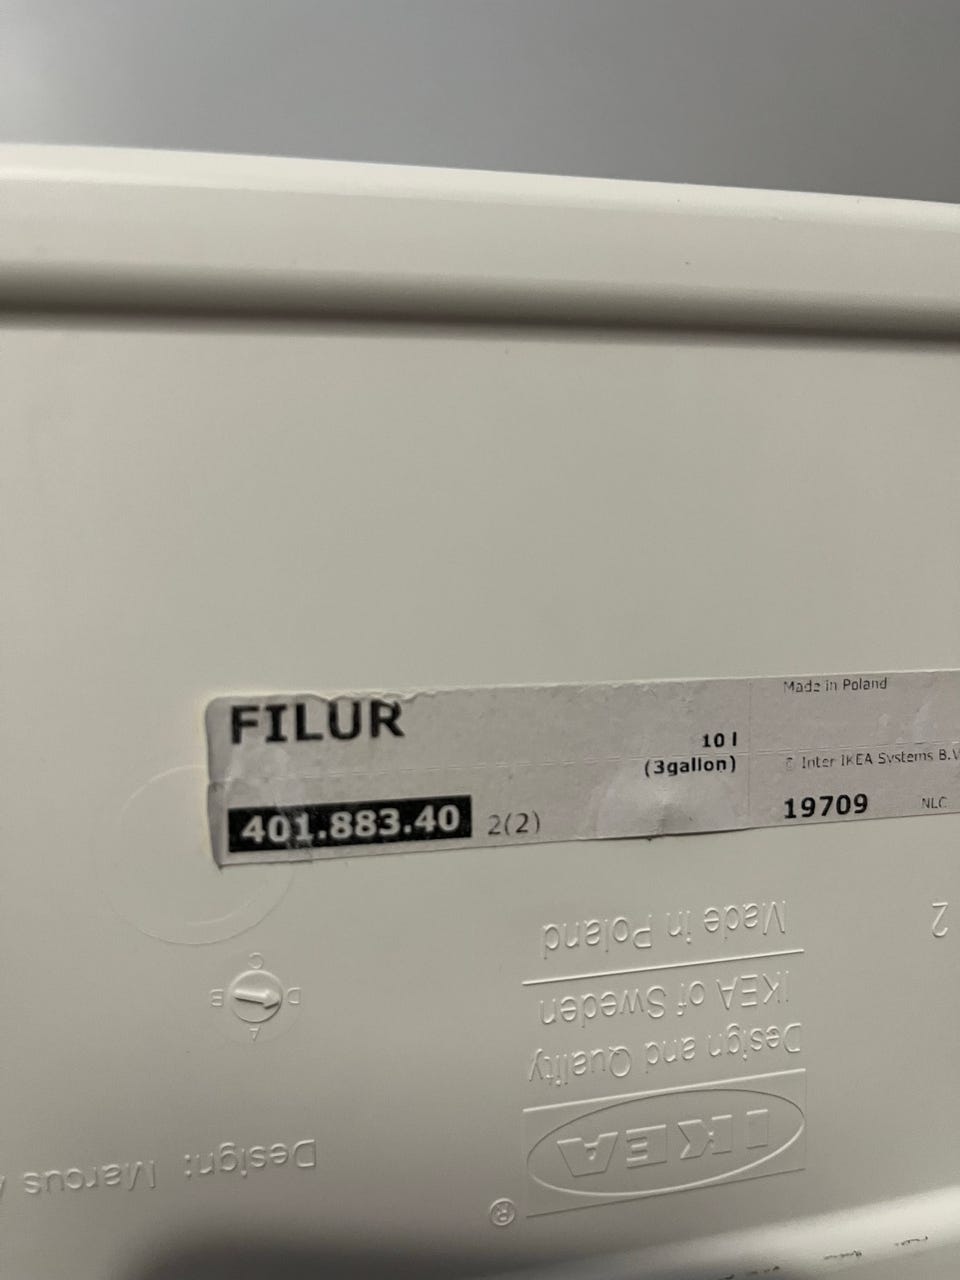 FILUR
10 l
(3gallon)
401.883.40 2(2)
Made in Poland
© Inter IKEA Systems B.V
19709 NLC
2
Made in Poland
IKEA of Sweden
Design and Quality
IKEA
®
Design: Marcus
C
B D
A